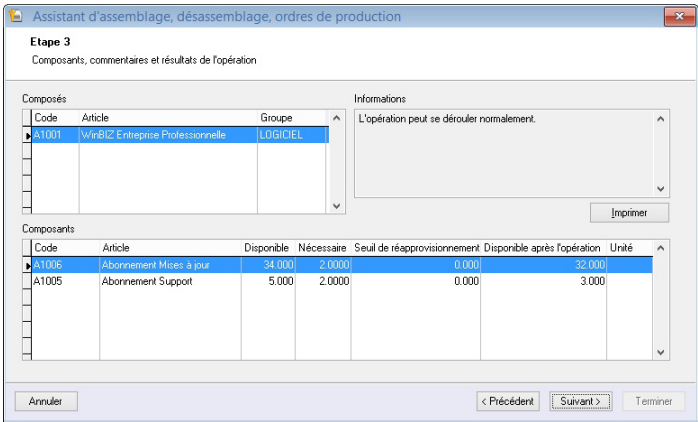 Assistant d'assemblage, désassemblage, ordres de production
Etape 3
Composants, commentaires et résultats de l'opération
Composés
Informations
Code Article Groupe
A1001 WinBIZ Entreprise Professionnelle LOGICIEL
L'opération peut se dérouler normalement.
Imprimer
Composants
Code Article Disponible Nécessaire Seuil de réapprovisionnement Disponible après l'opération Unité
A1006 Abonnement Mises à jour 34.000 2.0000 0.000 32.000
A1005 Abonnement Support 5.000 2.0000 0.000 3.000
Annuler < Précédent Suivant > Terminer